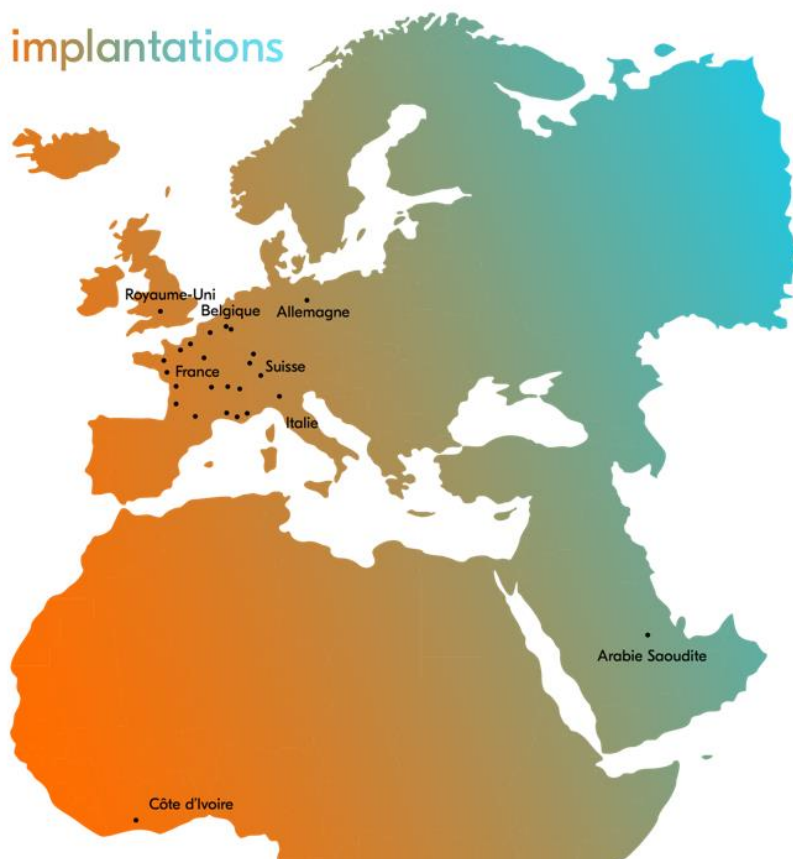 implantations
Royaume-Uni
Belgique
Allemagne
France
Suisse
Italie
Arabie Saoudite
Côte d'Ivoire